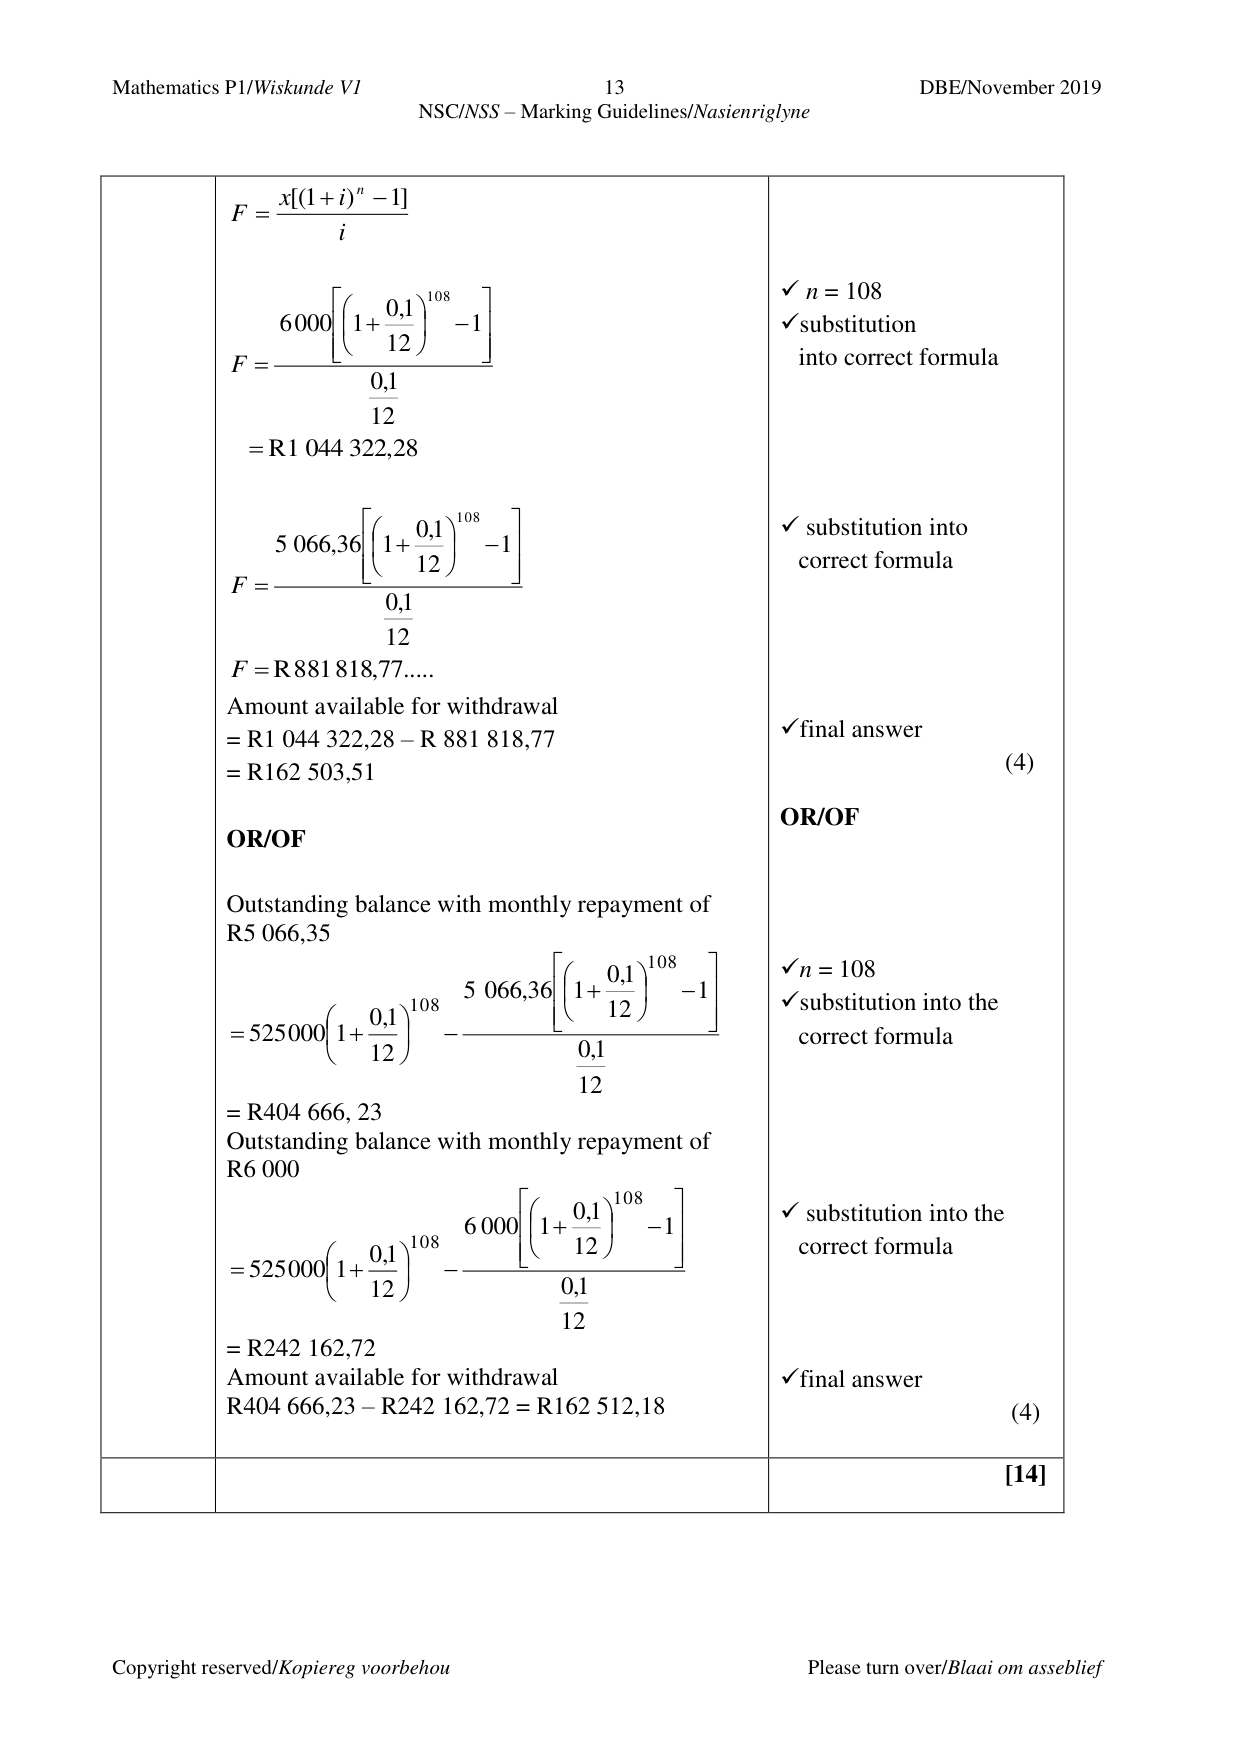 Mathematics P1/Wiskunde V1 13 DBE/November 2019
NSC/NSS – Marking Guidelines/Nasienriglyne
F = x[(1 + i)^n − 1] / i
F = 6 000[(1 + 0,1/12)^108 − 1] / (0,1/12)
= R1 044 322,28
✓ n = 108
✓substitution
into correct formula
F = 5 066,36[(1 + 0,1/12)^108 − 1] / (0,1/12)
✓ substitution into
correct formula
F = R 881 818,77.....
Amount available for withdrawal
= R1 044 322,28 – R 881 818,77
= R162 503,51
✓final answer
(4)
OR/OF
OR/OF
Outstanding balance with monthly repayment of
R5 066,35
= 525 000(1 + 0,1/12)^108 − 5 066,36[(1 + 0,1/12)^108 − 1] / (0,1/12)
✓n = 108
✓substitution into the
correct formula
= R404 666, 23
Outstanding balance with monthly repayment of
R6 000
= 525 000(1 + 0,1/12)^108 − 6 000[(1 + 0,1/12)^108 − 1] / (0,1/12)
✓ substitution into the
correct formula
= R242 162,72
Amount available for withdrawal
R404 666,23 – R242 162,72 = R162 512,18
✓final answer
(4)
[14]
Copyright reserved/Kopiereg voorbehou Please turn over/Blaai om asseblief